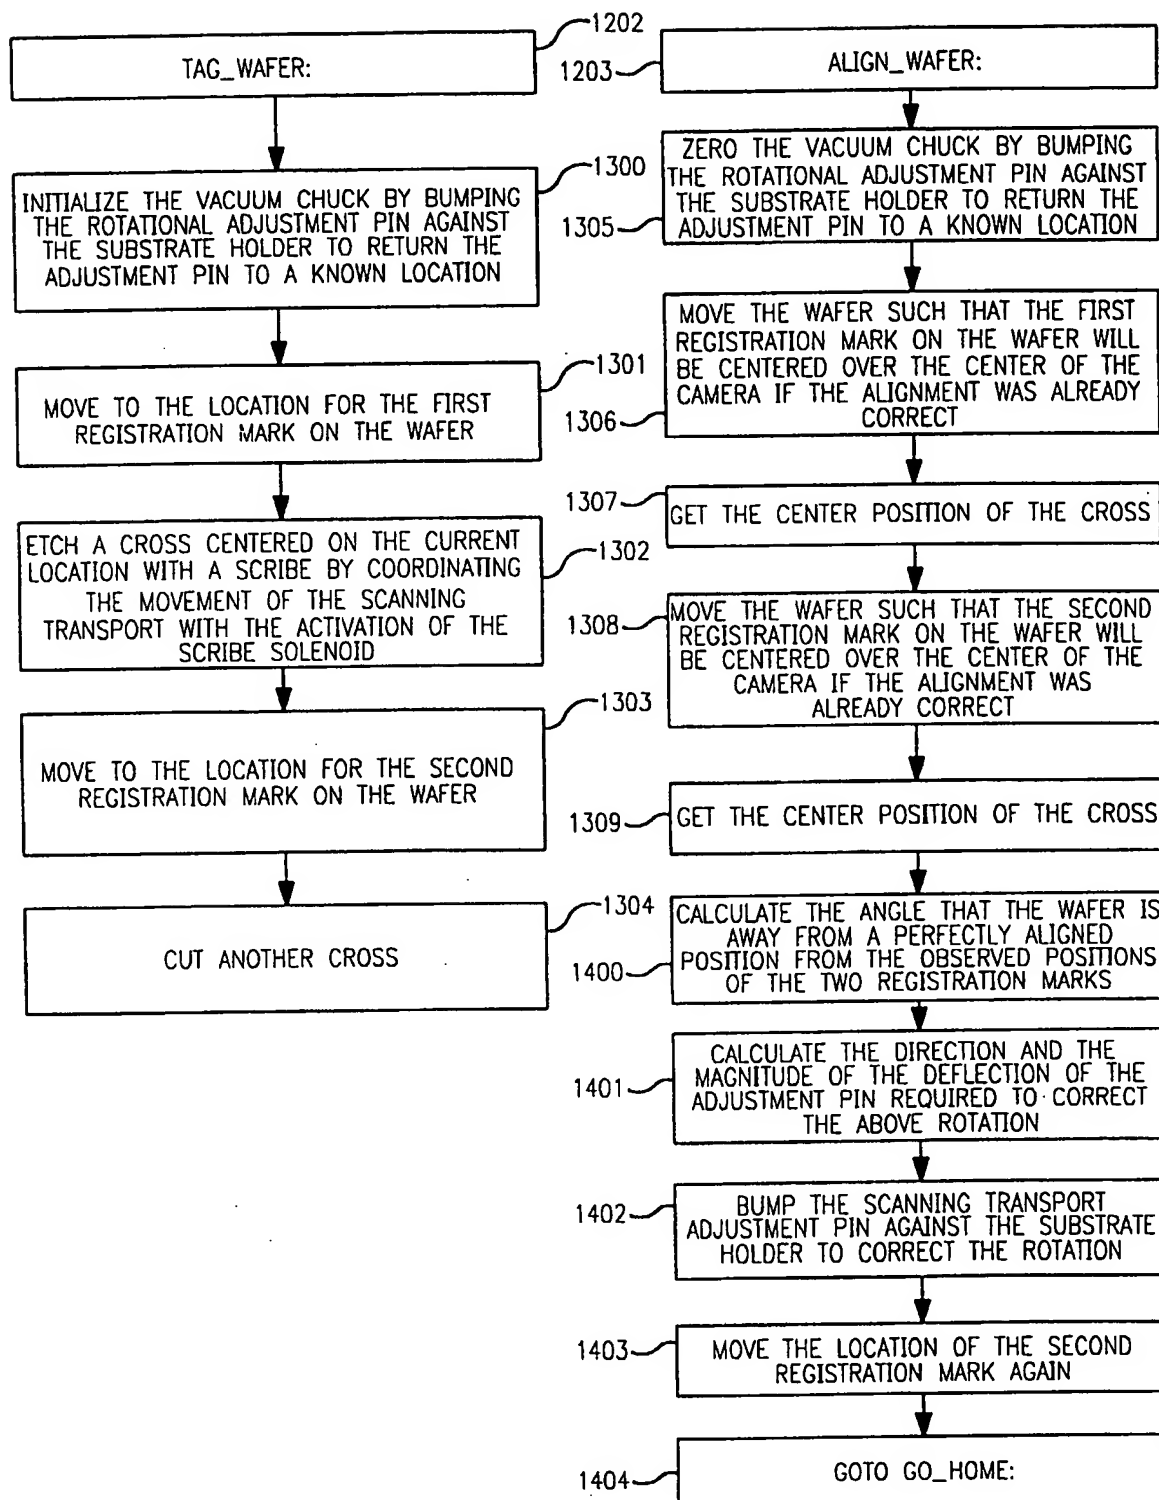 1202
TAG_WAFER:
1300
INITIALIZE THE VACUUM CHUCK BY BUMPING
THE ROTATIONAL ADJUSTMENT PIN AGAINST
THE SUBSTRATE HOLDER TO RETURN THE
ADJUSTMENT PIN TO A KNOWN LOCATION
1301
MOVE TO THE LOCATION FOR THE FIRST
REGISTRATION MARK ON THE WAFER
ETCH A CROSS CENTERED ON THE CURRENT
LOCATION WITH A SCRIBE BY COORDINATING
THE MOVEMENT OF THE SCANNING
TRANSPORT WITH THE ACTIVATION OF THE
SCRIBE SOLENOID
1302
1303
MOVE TO THE LOCATION FOR THE SECOND
REGISTRATION MARK ON THE WAFER
1304
CUT ANOTHER CROSS
1203
ALIGN_WAFER:
ZERO THE VACUUM CHUCK BY BUMPING
THE ROTATIONAL ADJUSTMENT PIN AGAINST
THE SUBSTRATE HOLDER TO RETURN THE
ADJUSTMENT PIN TO A KNOWN LOCATION
1305
MOVE THE WAFER SUCH THAT THE FIRST
REGISTRATION MARK ON THE WAFER WILL
BE CENTERED OVER THE CENTER OF THE
CAMERA IF THE ALIGNMENT WAS ALREADY
CORRECT
1306
1307
GET THE CENTER POSITION OF THE CROSS
1308
MOVE THE WAFER SUCH THAT THE SECOND
REGISTRATION MARK ON THE WAFER WILL
BE CENTERED OVER THE CENTER OF THE
CAMERA IF THE ALIGNMENT WAS
ALREADY CORRECT
1309
GET THE CENTER POSITION OF THE CROSS
CALCULATE THE ANGLE THAT THE WAFER IS
AWAY FROM A PERFECTLY ALIGNED
POSITION FROM THE OBSERVED POSITIONS
OF THE TWO REGISTRATION MARKS
1400
CALCULATE THE DIRECTION AND THE
MAGNITUDE OF THE DEFLECTION OF THE
ADJUSTMENT PIN REQUIRED TO CORRECT
THE ABOVE ROTATION
1401
1402
BUMP THE SCANNING TRANSPORT
ADJUSTMENT PIN AGAINST THE SUBSTRATE
HOLDER TO CORRECT THE ROTATION
1403
MOVE THE LOCATION OF THE SECOND
REGISTRATION MARK AGAIN
1404
GOTO GO_HOME: